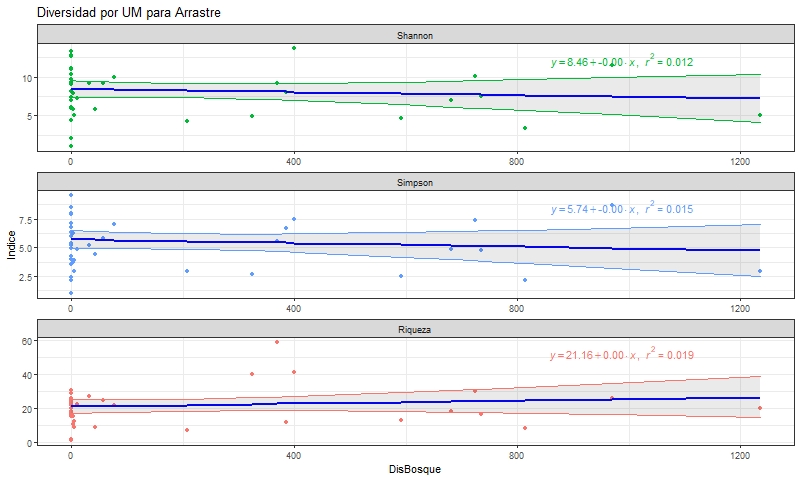 Diversidad por UM para Arrastre
Shannon
y = 8.46 + -0.00 · x, r² = 0.012
10
5
0 400 800 1200
Simpson
y = 5.74 + -0.00 · x, r² = 0.015
7.5
5.0
2.5
0 400 800 1200
Indice
Riqueza
y = 21.16 + 0.00 · x, r² = 0.019
60
40
20
0
0 400 800 1200
DisBosque